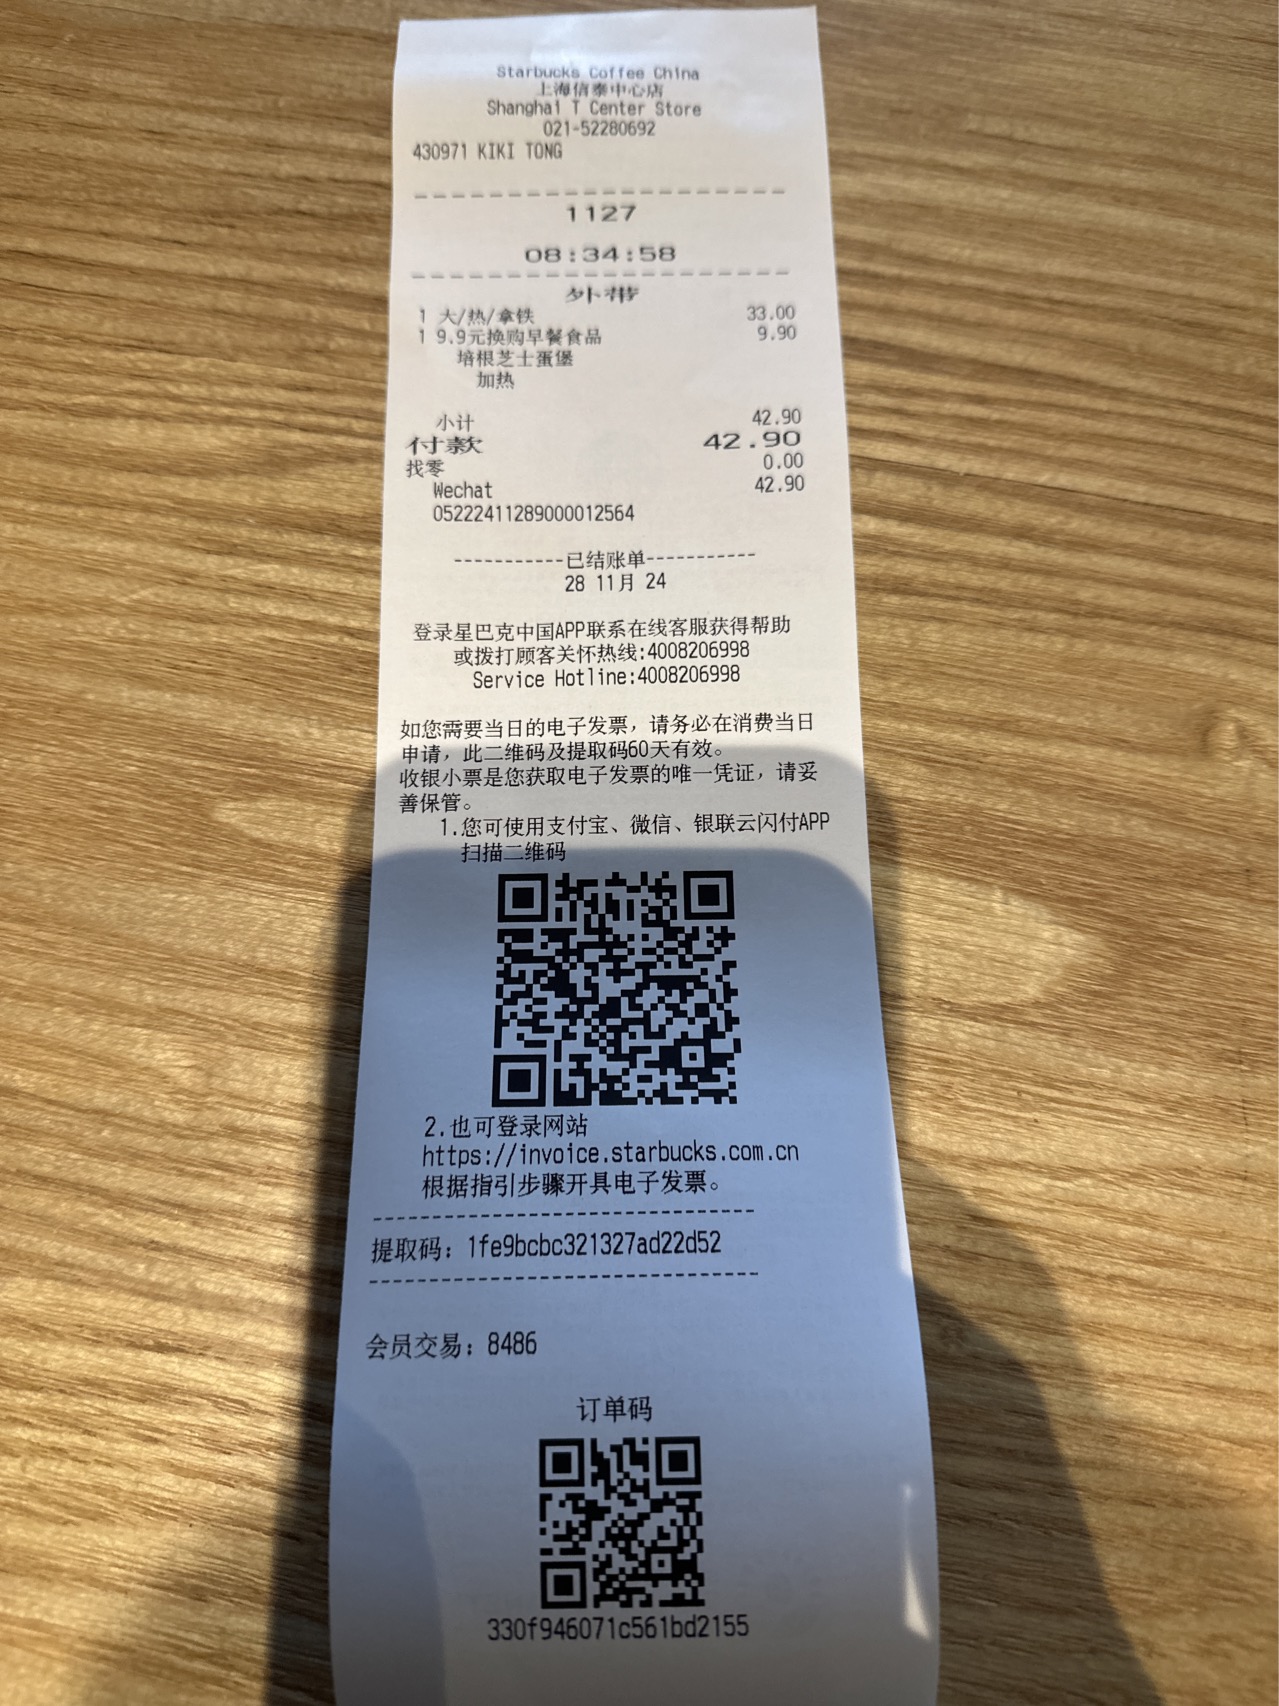 Starbucks Coffee China
上海信泰中心店
Shanghai T Center Store
021-52280692
430971 KIKI TONG
1127
08:34:58
外带
1 大/热/拿铁 33.00
1 9.9元换购早餐食品 9.90
培根芝士蛋堡
加热
小计 42.90
付款 42.90
找零 0.00
Wechat 42.90
05222411289000012564
-----------已结账单-----------
28 11月 24
登录星巴克中国APP联系在线客服获得帮助
或拨打顾客关怀热线:4008206998
Service Hotline:4008206998
如您需要当日的电子发票，请务必在消费当日
申请，此二维码及提取码60天有效。
收银小票是您获取电子发票的唯一凭证，请妥
善保管。
1.您可使用支付宝、微信、银联云闪付APP
扫描二维码
2.也可登录网站
https://invoice.starbucks.com.cn
根据指引步骤开具电子发票。
提取码：1fe9bcbc321327ad22d52
会员交易：8486
订单码
330f946071c561bd2155